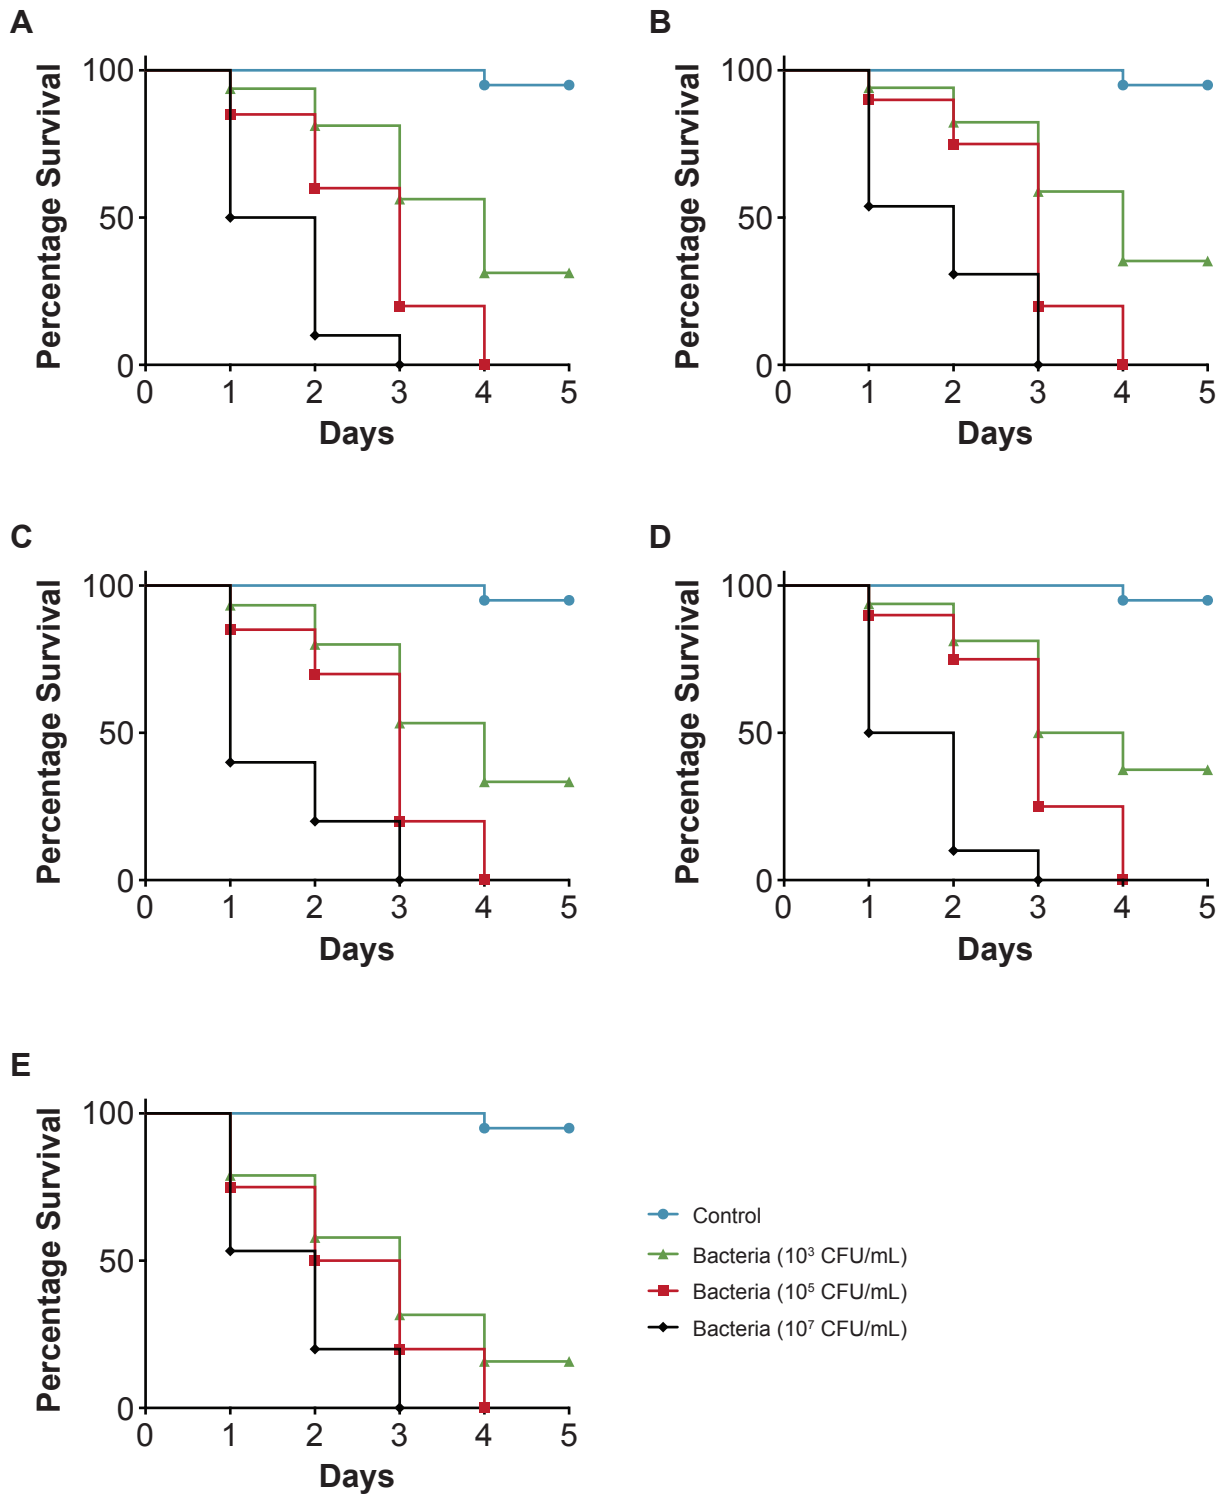 A
Percentage Survival
100
50
0
0 1 2 3 4 5
Days
B
Percentage Survival
100
50
0
0 1 2 3 4 5
Days
C
Percentage Survival
100
50
0
0 1 2 3 4 5
Days
D
Percentage Survival
100
50
0
0 1 2 3 4 5
Days
E
Percentage Survival
100
50
0
0 1 2 3 4 5
Days
Control
Bacteria (10³ CFU/mL)
Bacteria (10⁵ CFU/mL)
Bacteria (10⁷ CFU/mL)